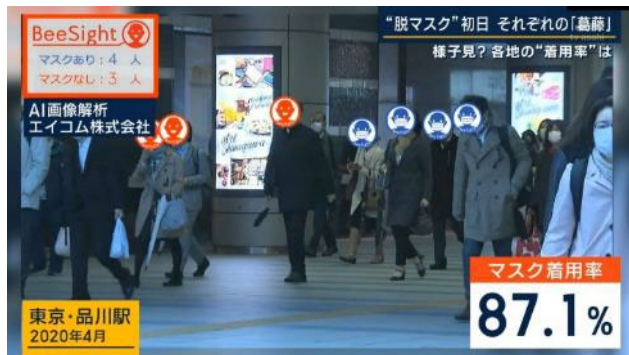 BeeSight
マスクあり：4 人
マスクなし：3 人
AI画像解析
エイコム株式会社
“脱マスク”初日 それぞれの「葛藤」
tv asahi
様子見？各地の“着用率”は
東京・品川駅
2020年4月
マスク着用率
87.1%